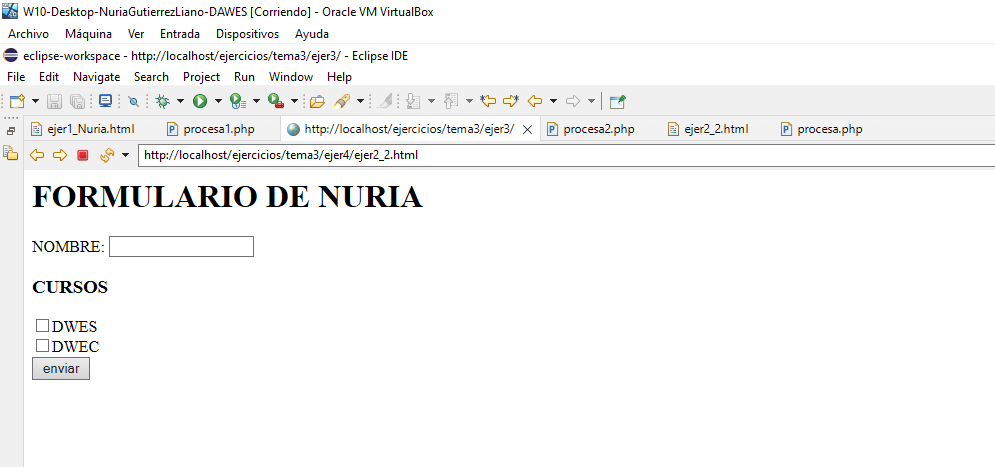 W10-Desktop-NuriaGutierrezLiano-DAWES [Corriendo] - Oracle VM VirtualBox
Archivo Máquina Ver Entrada Dispositivos Ayuda
eclipse-workspace - http://localhost/ejercicios/tema3/ejer3/ - Eclipse IDE
File Edit Navigate Search Project Run Window Help
ejer1_Nuria.html procesa1.php http://localhost/ejercicios/tema3/ejer3/ procesa2.php ejer2_2.html procesa.php
http://localhost/ejercicios/tema3/ejer4/ejer2_2.html
FORMULARIO DE NURIA
NOMBRE:
CURSOS
DWES
DWEC
enviar